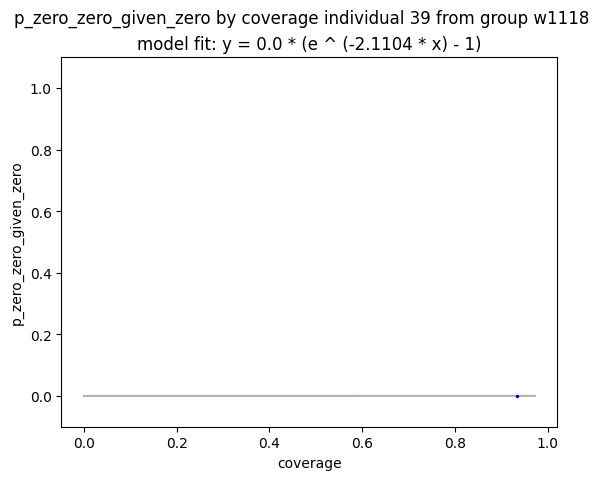 p_zero_zero_given_zero by coverage individual 39 from group w1118
model fit: y = 0.0 * (e ^ (-2.1104 * x) - 1)
1.0
0.8
0.6
0.4
0.2
0.0
p_zero_zero_given_zero
0.0 0.2 0.4 0.6 0.8 1.0
coverage